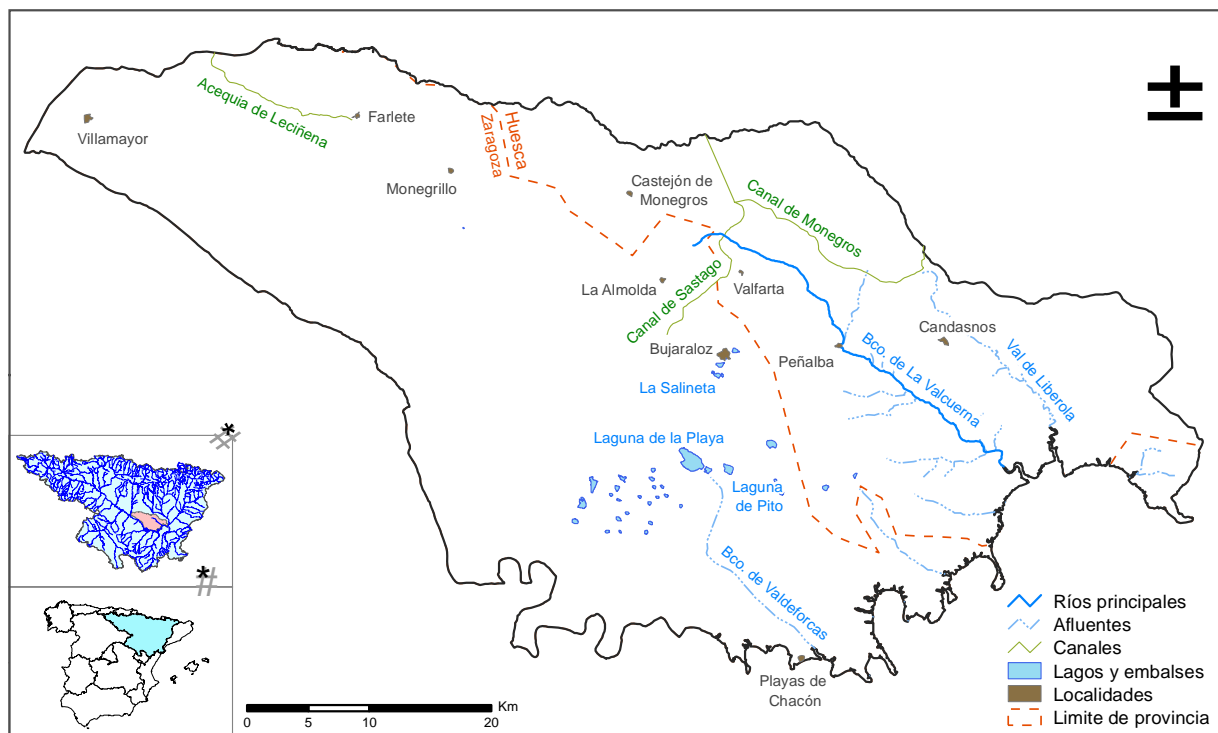 Acequia de Leciñena
Farlete
Villamayor
Huesca
Zaragoza
Monegrillo
Castejón de
Monegros
Canal de Monegros
La Almolda
Canal de Sastago
Valfarta
Bujaraloz
Peñalba
Candasnos
La Salineta
Bco. de La Valcuerna
Val de Liberola
Laguna de la Playa
Laguna
de Pito
Bco. de Valdeforcas
Playas de
Chacón
Ríos principales
Afluentes
Canales
Lagos y embalses
Localidades
Limite de provincia
Km
0 5 10 20